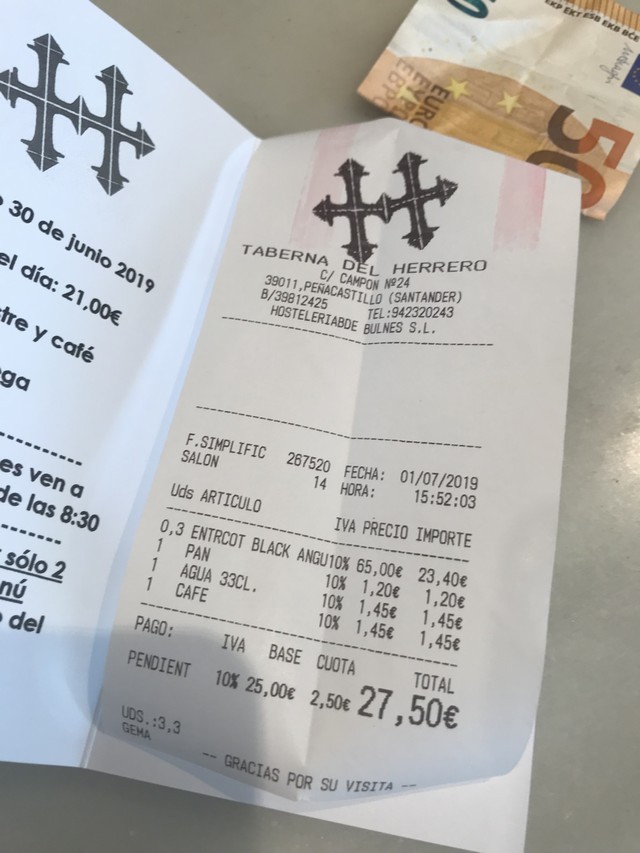 30 de junio 2019
el día: 21,00€
tre y café
ga
es ven a
de las 8:30
sólo 2
nú
del
EKP EKT ESB EKB BCE
EURO
50
TABERNA DEL HERRERO
C/ CAMPON Nº24
39011,PEÑACASTILLO (SANTANDER)
B/39812425 TEL:942320243
HOSTELERIABDE BULNES S.L.
F.SIMPLIFIC 267520 FECHA: 01/07/2019
SALON 14 HORA: 15:52:03
Uds ARTICULO IVA PRECIO IMPORTE
0,3 ENTRCOT BLACK ANGU10% 65,00€ 23,40€
1 PAN 10% 1,20€ 1,20€
1 AGUA 33CL. 10% 1,45€ 1,45€
1 CAFE 10% 1,45€ 1,45€
PAGO: IVA BASE CUOTA TOTAL
PENDIENT 10% 25,00€ 2,50€ 27,50€
UDS.:3,3
GEMA
-- GRACIAS POR SU VISITA --